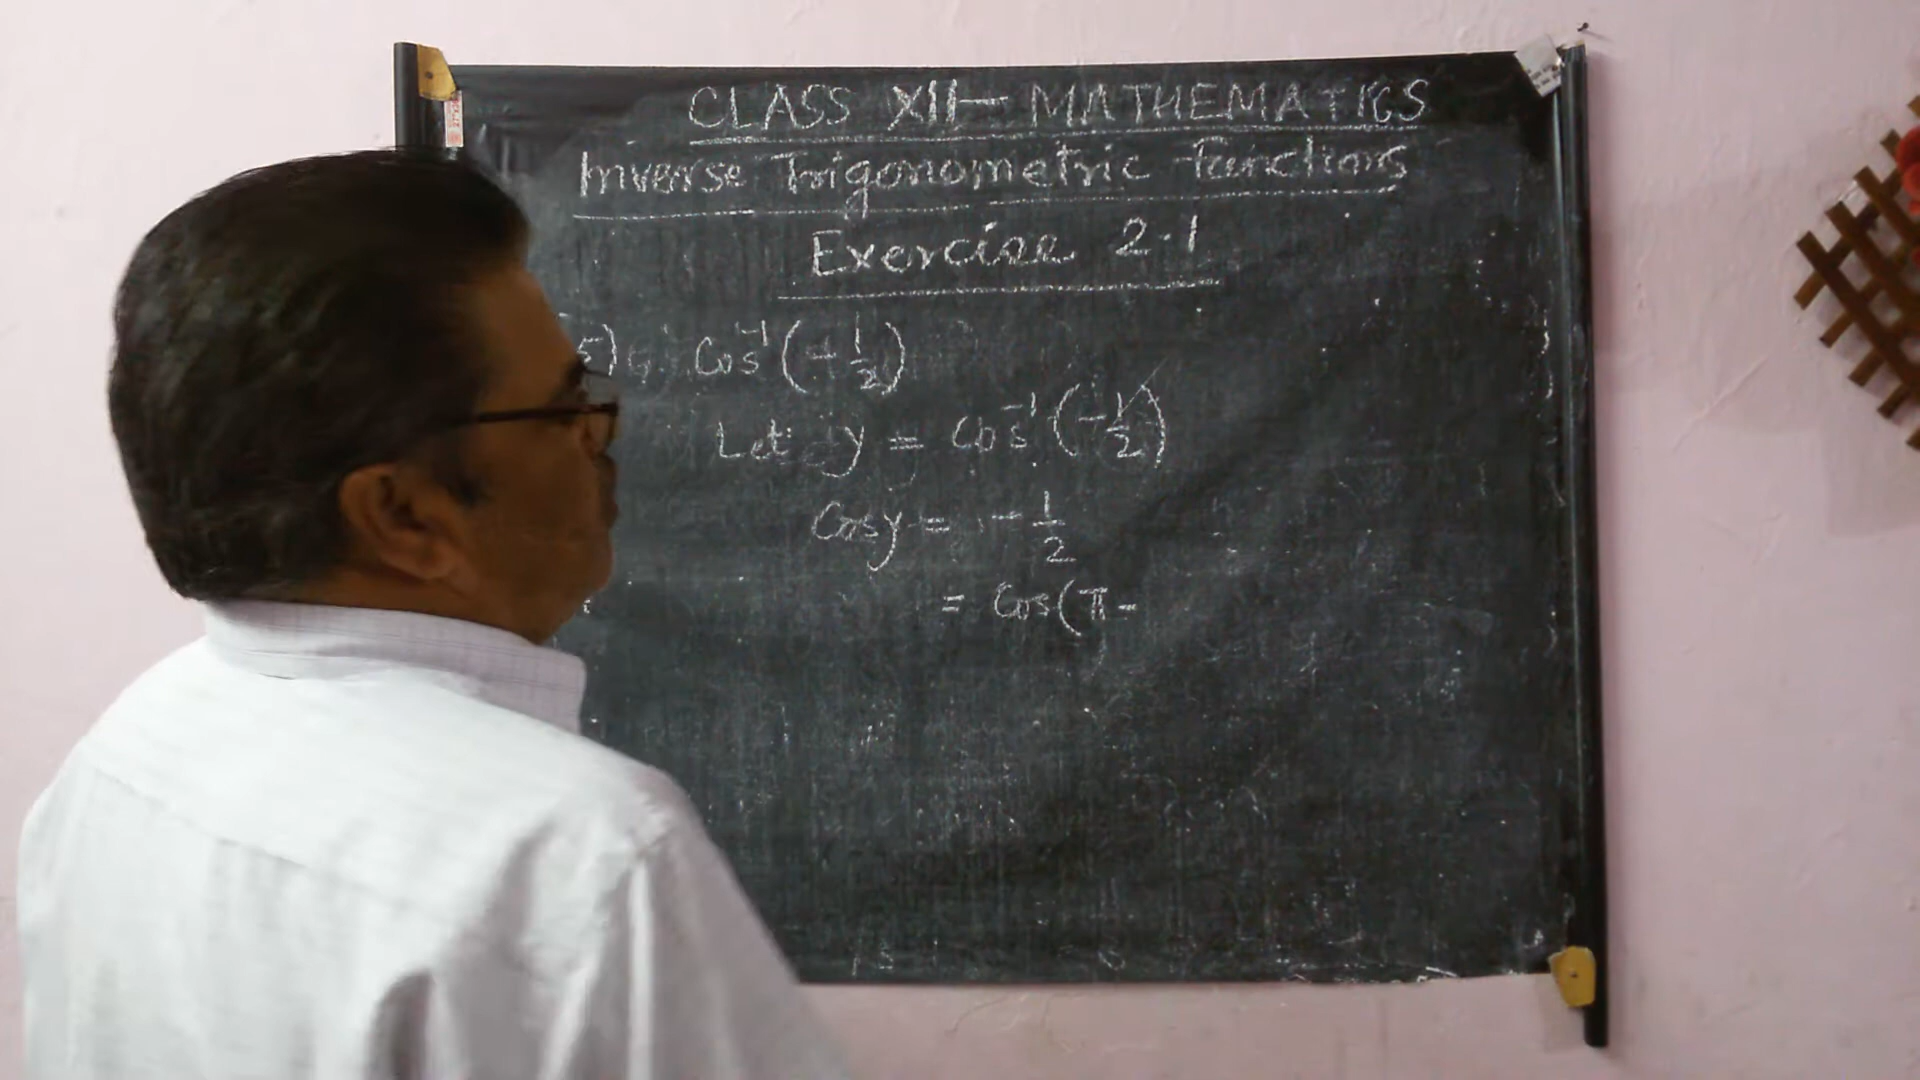 CLASS XII - MATHEMATICS
Inverse Trigonometric Functions
Exercise 2.1
5) Cos⁻¹(-1/2)
Let y = Cos⁻¹(-1/2)
Cosy = -1/2
= Cos(π-